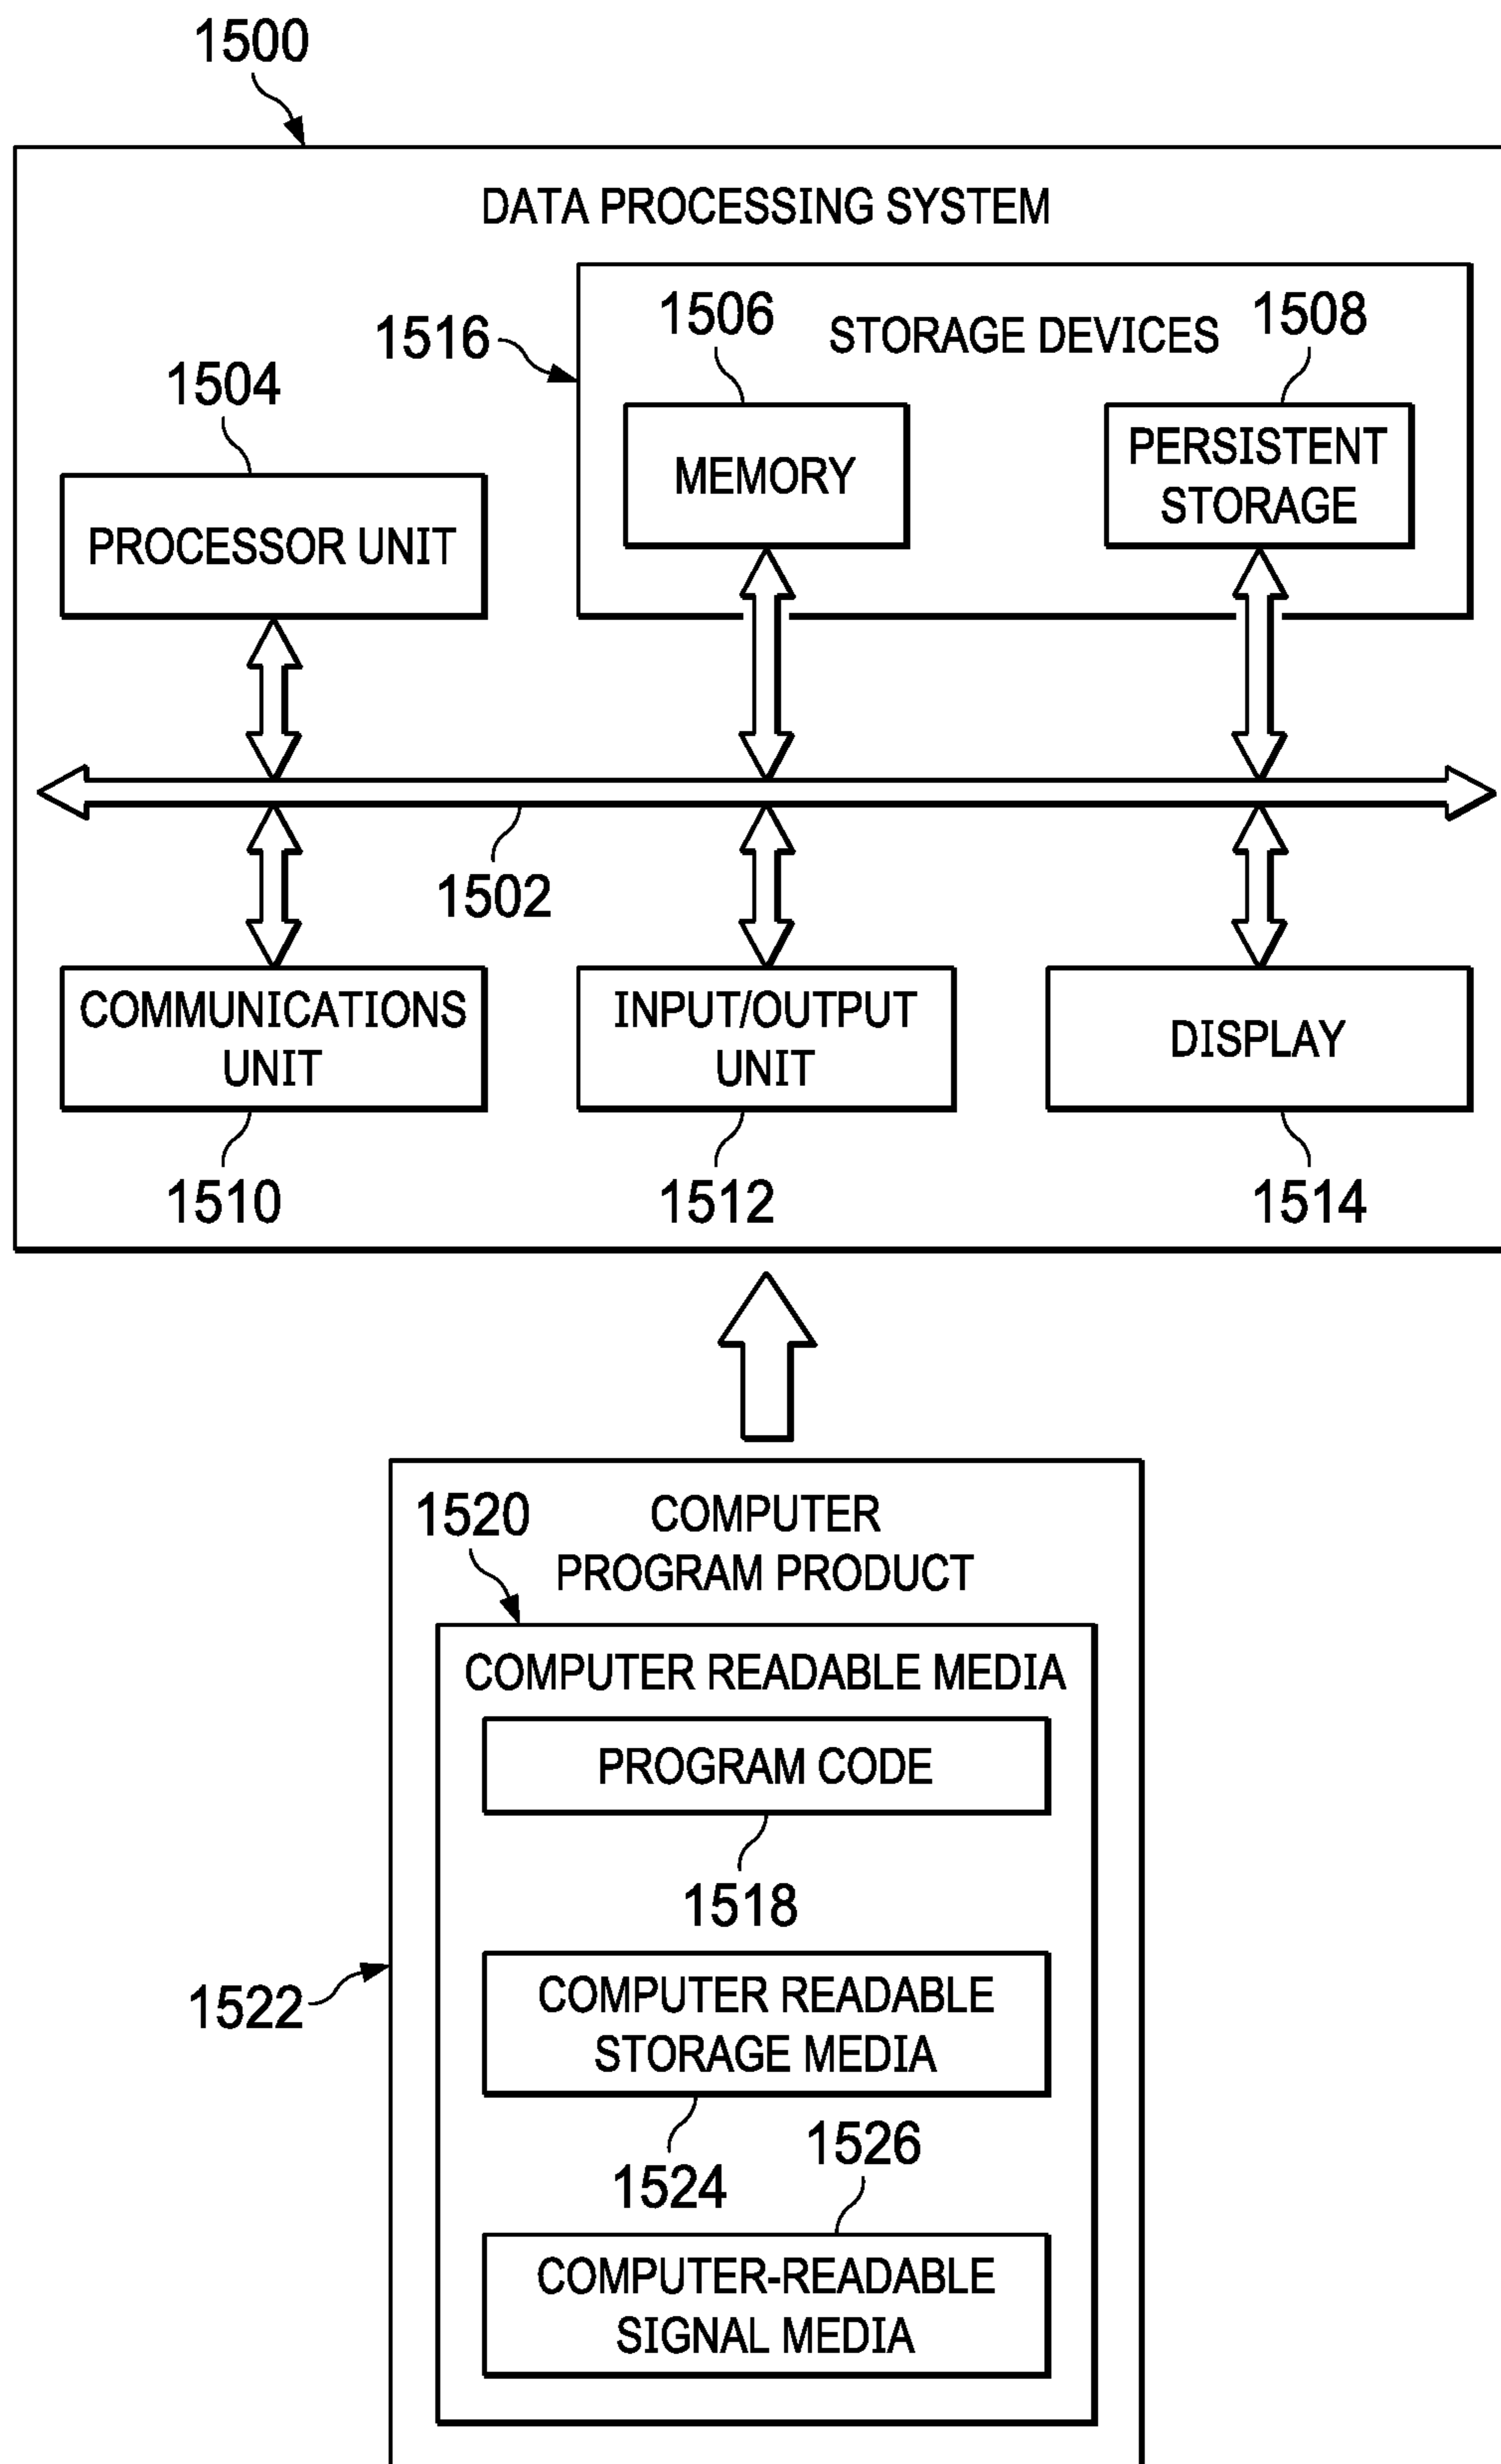 1500
DATA PROCESSING SYSTEM
1506
1508
1516
STORAGE DEVICES
1504
MEMORY
PERSISTENT
STORAGE
PROCESSOR UNIT
1502
COMMUNICATIONS
UNIT
INPUT/OUTPUT
UNIT
DISPLAY
1510
1512
1514
1520
COMPUTER
PROGRAM PRODUCT
COMPUTER READABLE MEDIA
PROGRAM CODE
1518
1522
COMPUTER READABLE
STORAGE MEDIA
1524
1526
COMPUTER-READABLE
SIGNAL MEDIA